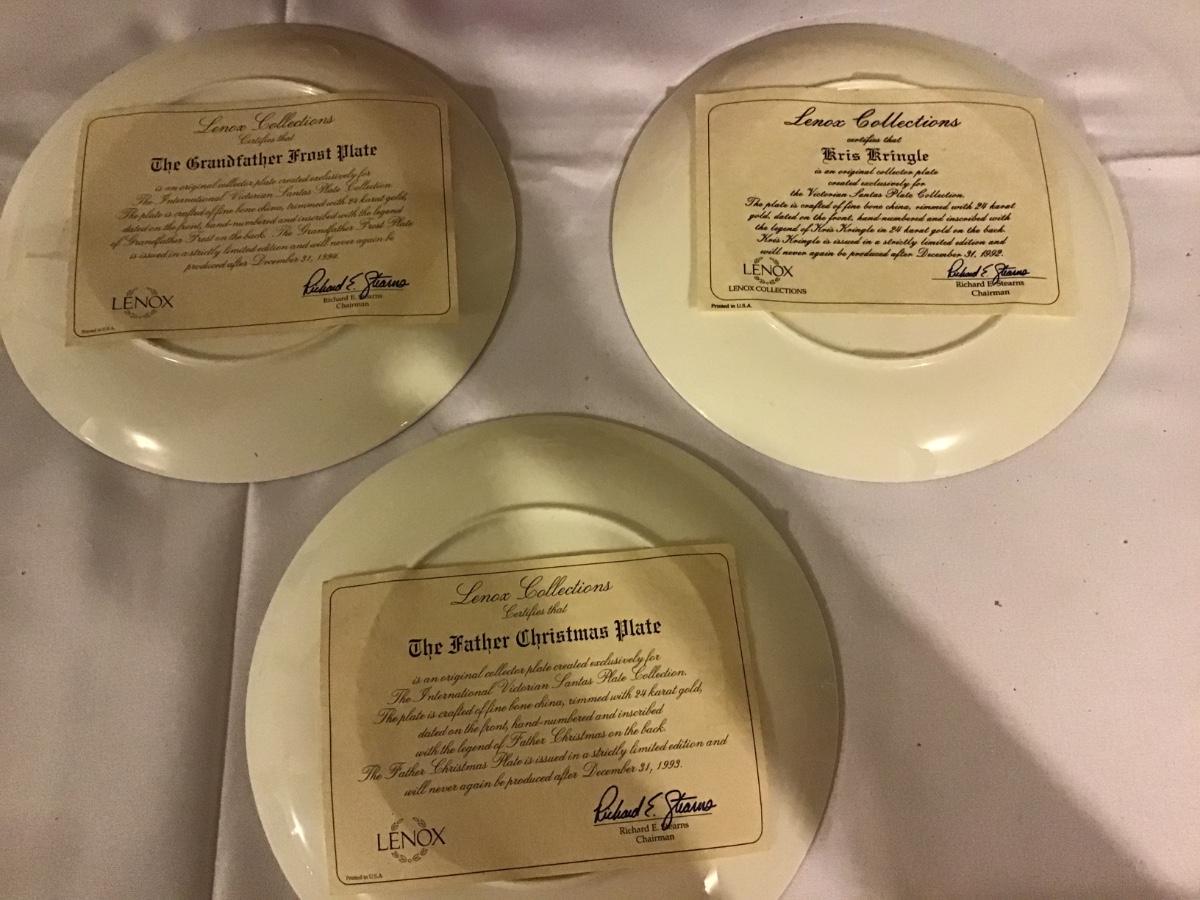 Lenox Collections
Certifies that
The Grandfather Frost Plate
is an original collector plate created exclusively for
The International Victorian Santas Plate Collection.
The plate is crafted of fine bone china, trimmed with 24 karat gold,
dated on the front, hand-numbered and inscribed with the legend
of Grandfather Frost on the back. The Grandfather Frost Plate
is issued in a strictly limited edition and will never again be
produced after December 31, 1994.
Richard E. Stearns
LENOX
Richard E. Stearns
Chairman
Printed in U.S.A.
Lenox Collections
certifies that
Kris Kringle
is an original collector plate
created exclusively for
the Victorian Santas Plate Collection.
The plate is crafted of fine bone china, rimmed with 24 karat
gold, dated on the front, hand numbered and inscribed with
the legend of Kris Kringle in 24 karat gold on the back.
Kris Kringle is issued in a strictly limited edition and
will never again be produced after December 31, 1992.
Richard E. Stearns
LENOX
LENOX COLLECTIONS
Richard E. Stearns
Chairman
Printed in U.S.A.
Lenox Collections
Certifies that
The Father Christmas Plate
is an original collector plate created exclusively for
The International Victorian Santas Plate Collection.
The plate is crafted of fine bone china, rimmed with 24 karat gold,
dated on the front, hand-numbered and inscribed
with the legend of Father Christmas on the back.
The Father Christmas Plate is issued in a strictly limited edition and
will never again be produced after December 31, 1993.
Richard E. Stearns
LENOX
Richard E. Stearns
Chairman
Printed in U.S.A.